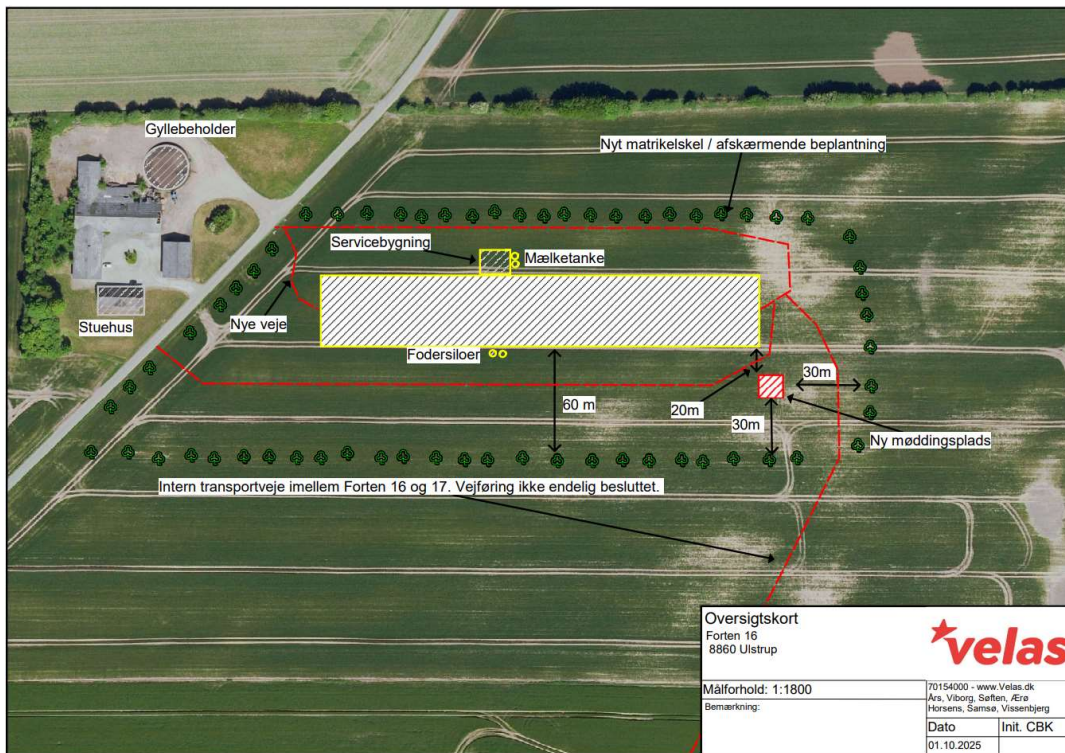 Gyllebeholder
Nyt matrikelskel / afskærmende beplantning
Servicebygning
Mælketanke
Stuehus
Nye veje
Fodersiloer
60 m
20m
30m
30m
Ny møddingsplads
Intern transportveje imellem Forten 16 og 17. Vejføring ikke endelig besluttet.
Oversigtskort
Forten 16
8860 Ulstrup
velas
Målforhold: 1:1800
Bemærkning:
70154000 - www.Velas.dk
Års, Viborg, Søften, Ærø
Horsens, Samsø, Vissenbjerg
Dato
Init. CBK
01.10.2025